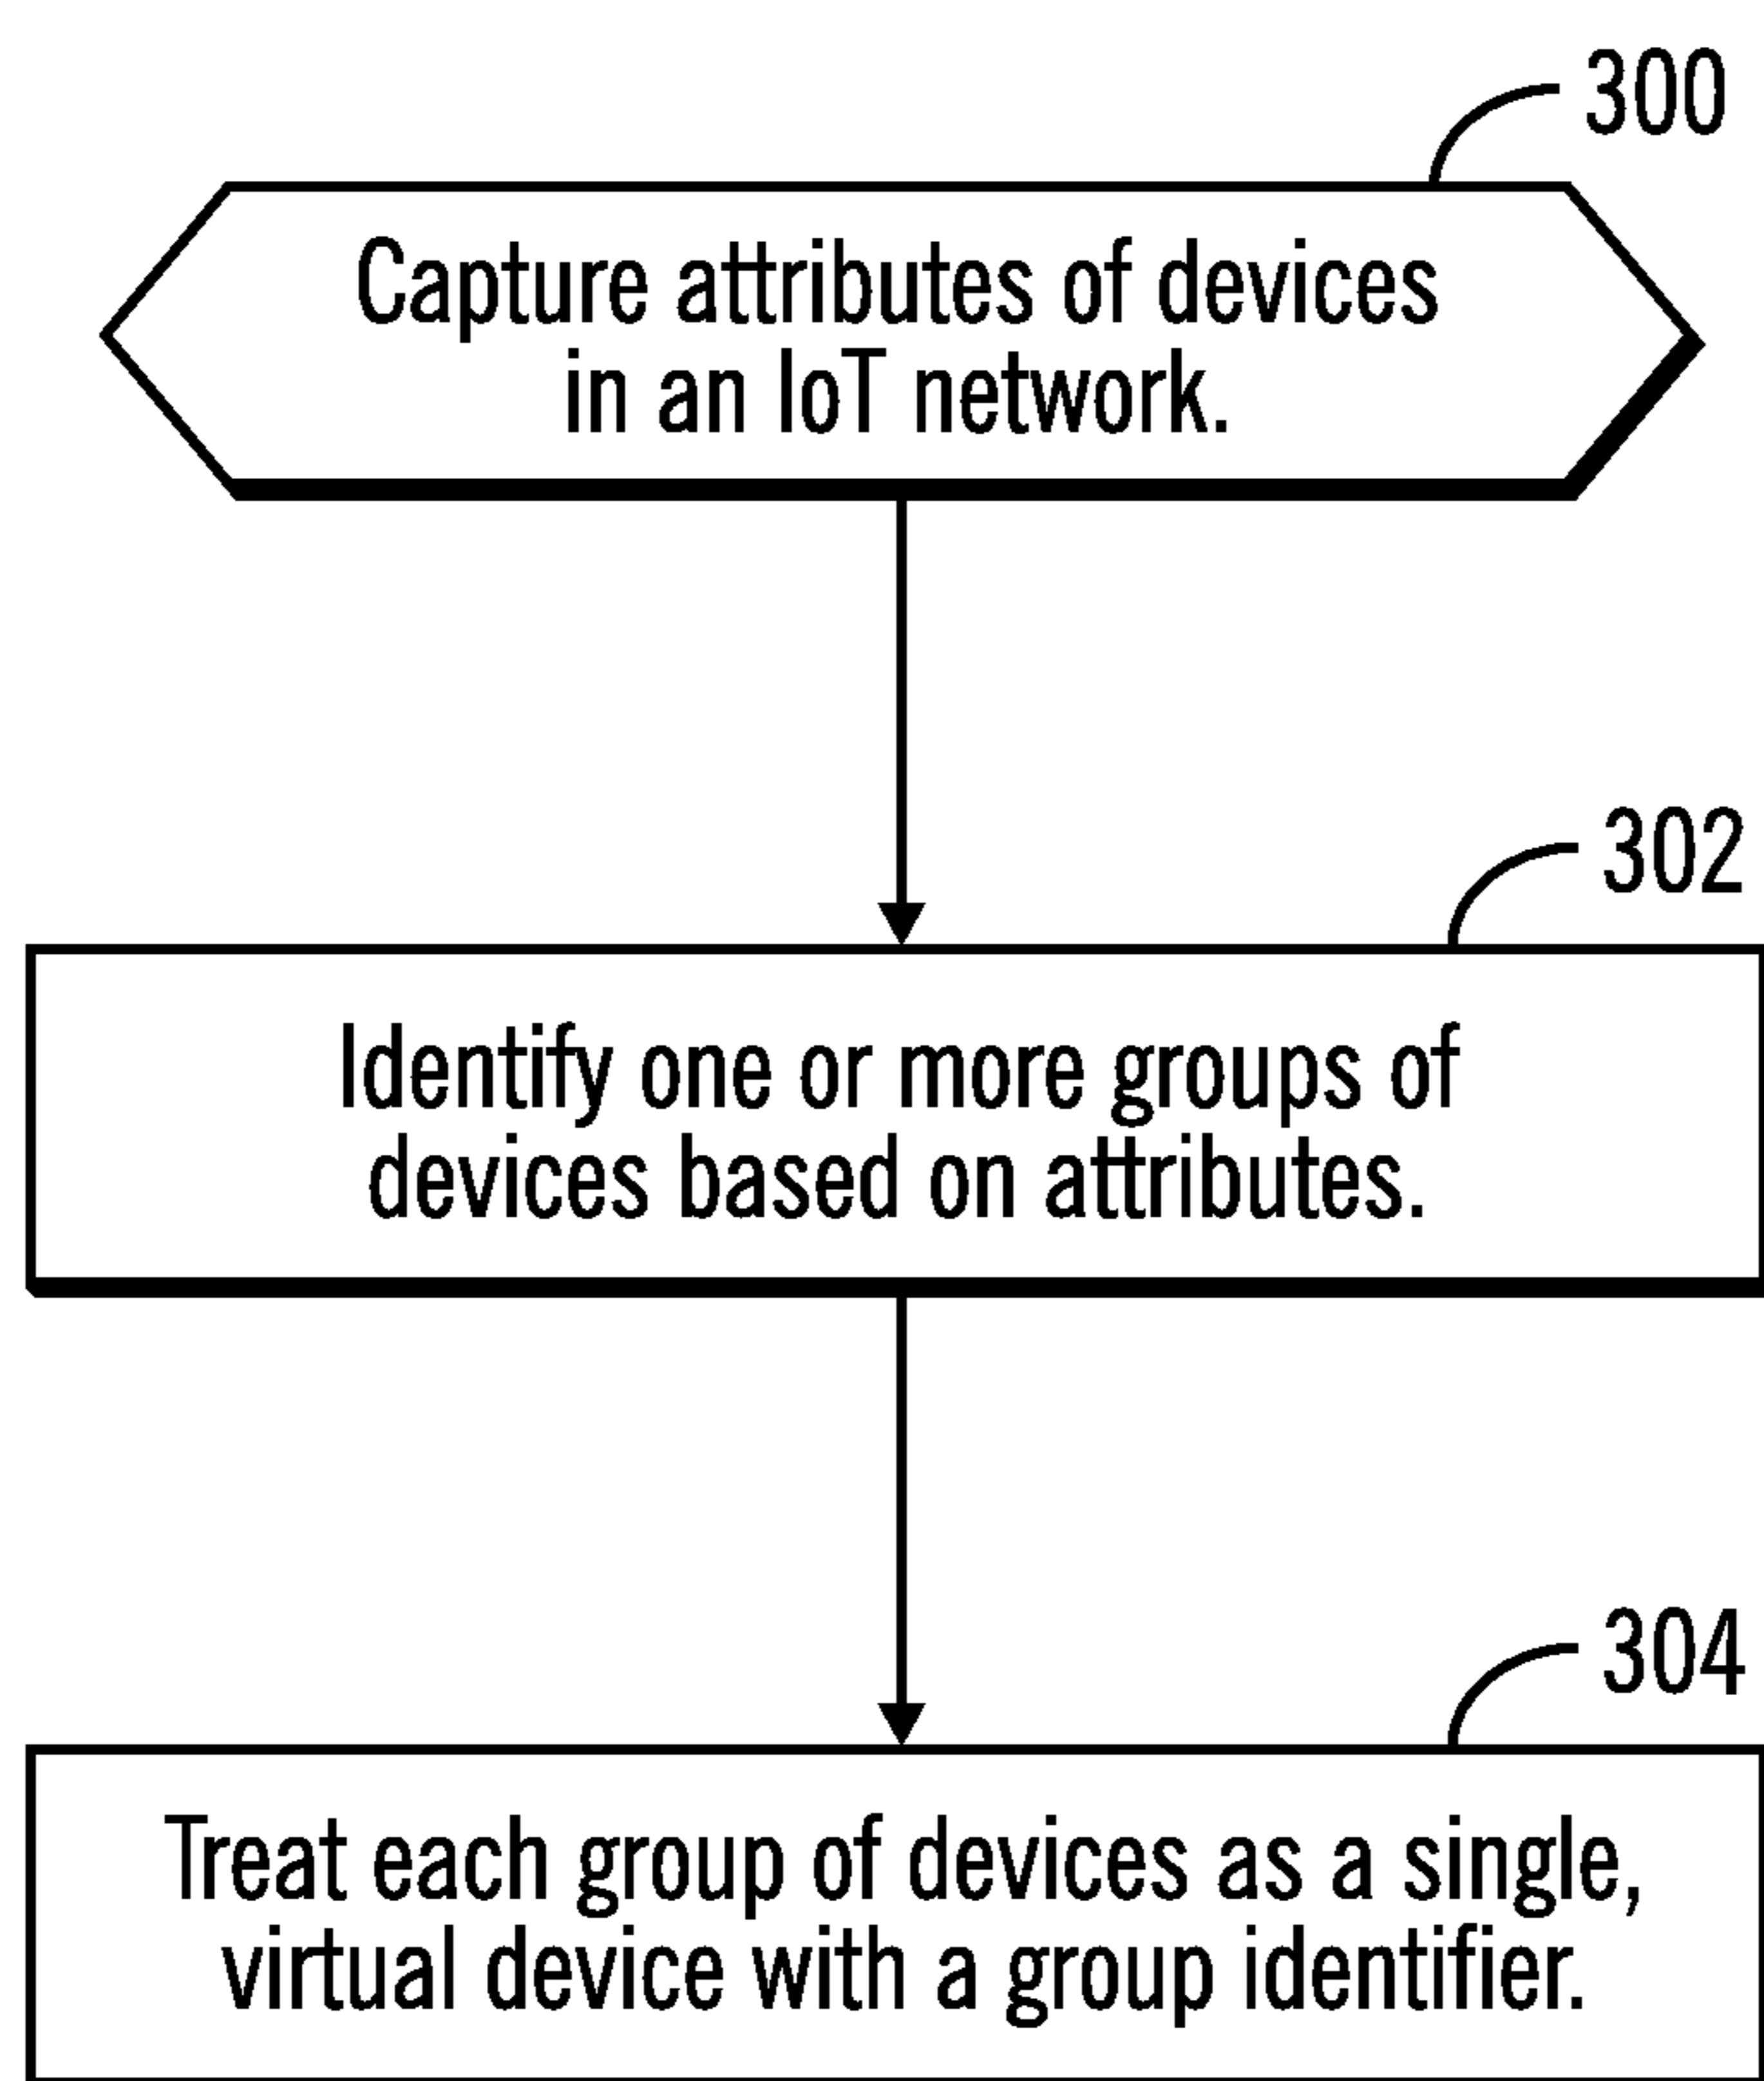 300
Capture attributes of devices
in an IoT network.
302
Identify one or more groups of
devices based on attributes.
304
Treat each group of devices as a single,
virtual device with a group identifier.